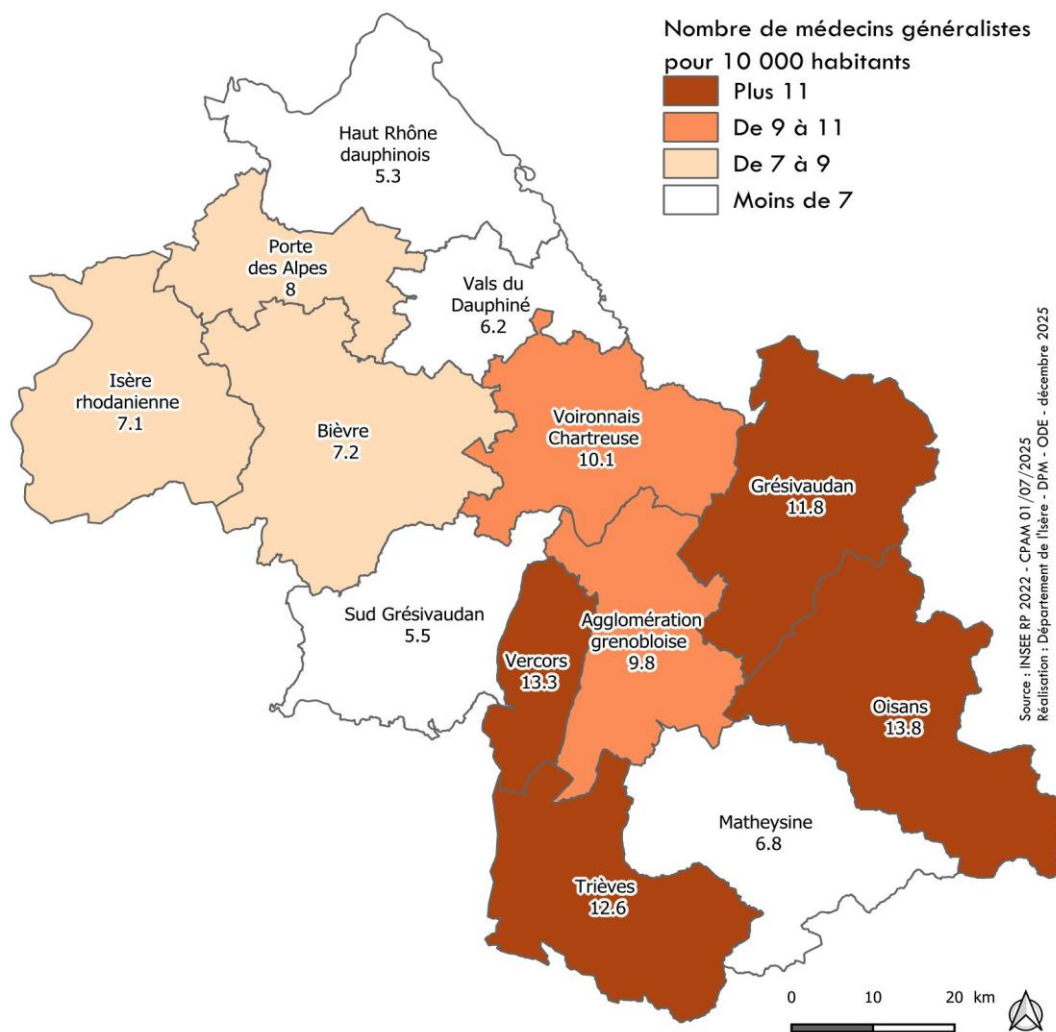 Nombre de médecins généralistes
pour 10 000 habitants
Plus 11
De 9 à 11
De 7 à 9
Moins de 7
Haut Rhône
dauphinois
5.3
Porte
des Alpes
8
Vals du
Dauphiné
6.2
Isère
rhodanienne
7.1
Bièvre
7.2
Voironnais
Chartreuse
10.1
Grésivaudan
11.8
Sud Grésivaudan
5.5
Vercors
13.3
Agglomération
grenobloise
9.8
Oisans
13.8
Matheysine
6.8
Trièves
12.6
Source : INSEE RP 2022 - CPAM 01/07/2025
Réalisation : Département de l'Isère - DPM - ODE - décembre 2025
0 10 20 km